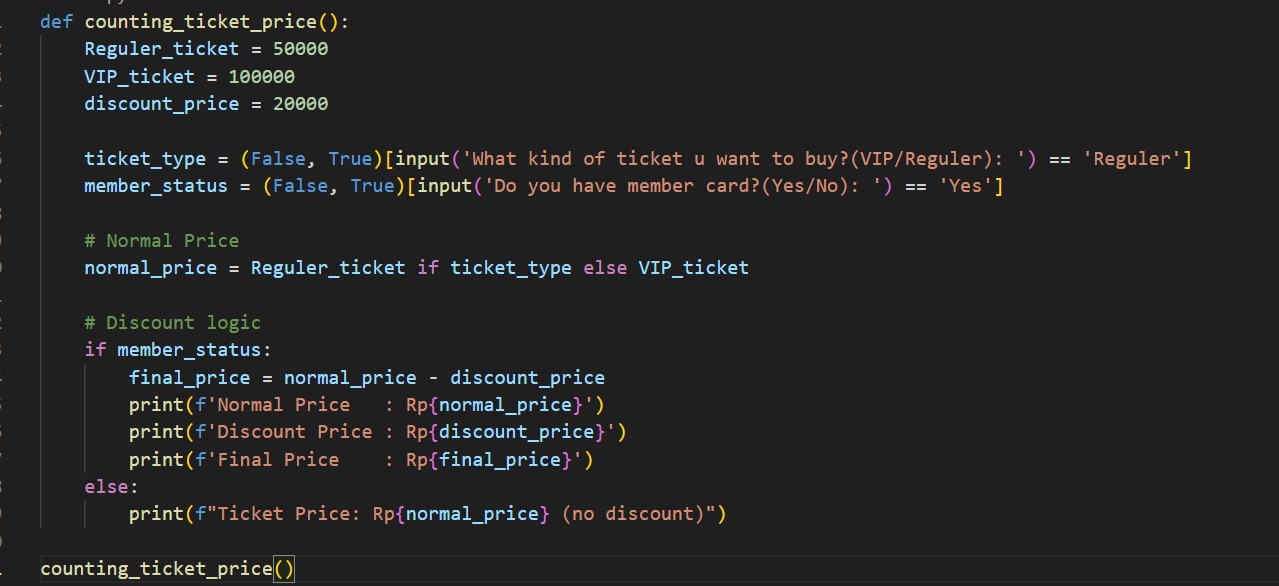 def counting_ticket_price():
    Reguler_ticket = 50000
    VIP_ticket = 100000
    discount_price = 20000

    ticket_type = (False, True)[input('What kind of ticket u want to buy?(VIP/Reguler): ') == 'Reguler']
    member_status = (False, True)[input('Do you have member card?(Yes/No): ') == 'Yes']

    # Normal Price
    normal_price = Reguler_ticket if ticket_type else VIP_ticket

    # Discount logic
    if member_status:
        final_price = normal_price - discount_price
        print(f'Normal Price   : Rp{normal_price}')
        print(f'Discount Price : Rp{discount_price}')
        print(f'Final Price    : Rp{final_price}')
    else:
        print(f"Ticket Price: Rp{normal_price} (no discount)")

counting_ticket_price()